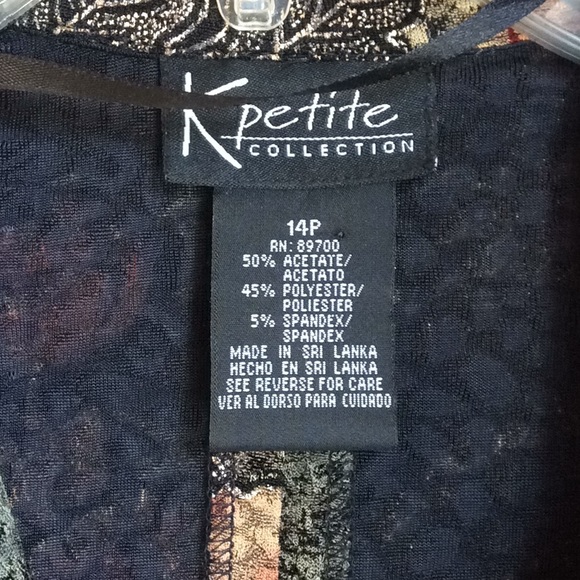 K petite
COLLECTION
14P
RN: 89700
50% ACETATE/
ACETATO
45% POLYESTER/
POLIESTER
5% SPANDEX/
SPANDEX
MADE IN SRI LANKA
HECHO EN SRI LANKA
SEE REVERSE FOR CARE
VER AL DORSO PARA CUIDADO